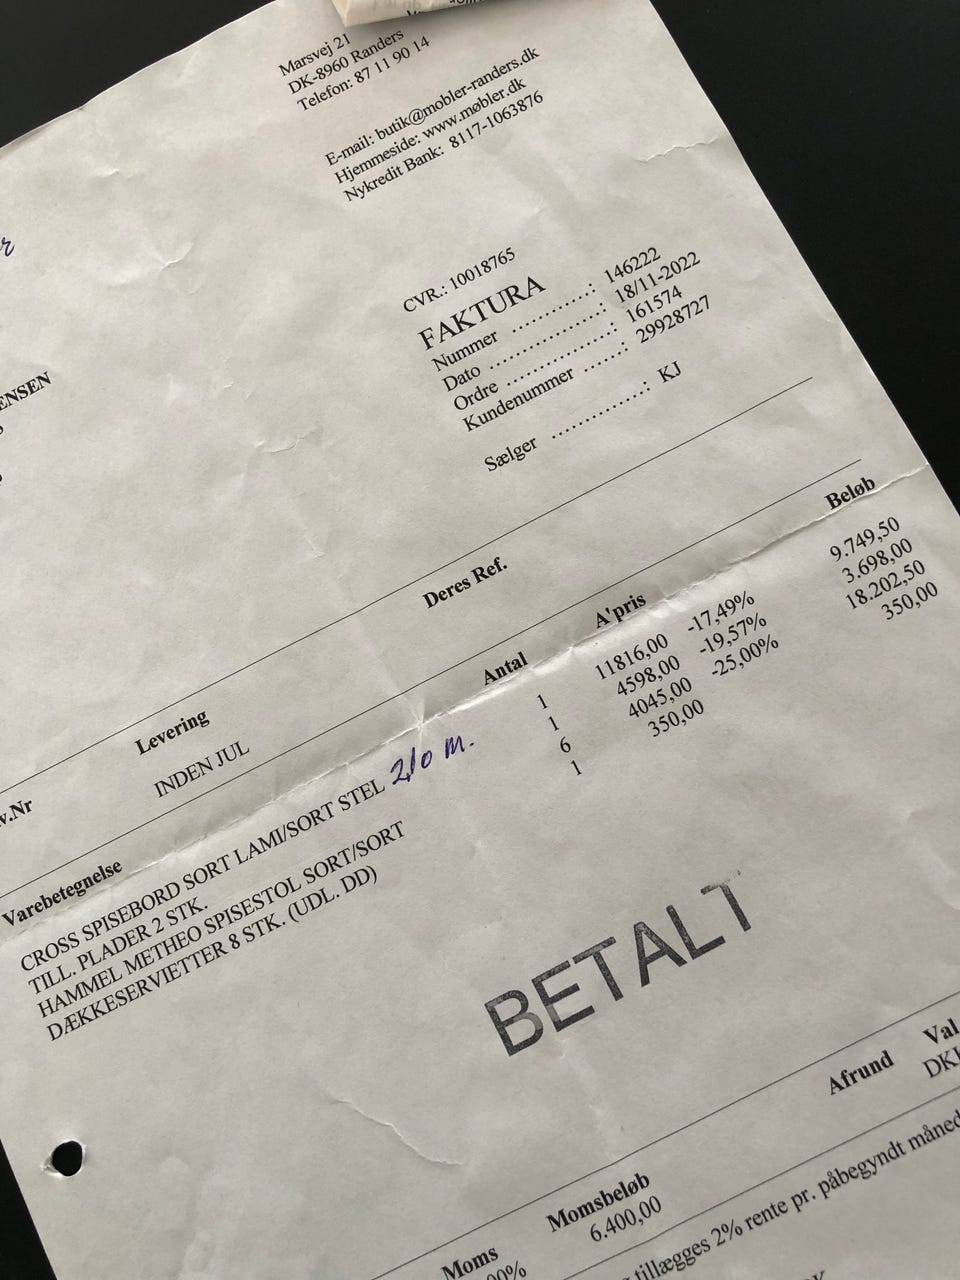 Marsvej 21
DK-8960 Randers
Telefon: 87 11 90 14
E-mail: butik@mobler-randers.dk
Hjemmeside: www.møbler.dk
Nykredit Bank: 8117-1063876
CVR.: 10018765
FAKTURA
Nummer ............: 146222
Dato .................: 18/11-2022
Ordre .................: 161574
Kundenummer .......: 29928727
ENSEN
Sælger ...............: KJ
Deres Ref.
v.Nr Levering
INDEN JUL
Varebetegnelse Antal A'pris Beløb
CROSS SPISEBORD SORT LAMI/SORT STEL 210 m. 1 11816,00 -17,49% 9.749,50
TILL. PLADER 2 STK. 1 4598,00 -19,57% 3.698,00
HAMMEL METHEO SPISESTOL SORT/SORT 6 4045,00 -25,00% 18.202,50
DÆKKESERVIETTER 8 STK. (UDL. DD) 1 350,00 350,00
BETALT
Moms Momsbeløb Afrund Val
00% 6.400,00 DK
tillægges 2% rente pr. påbegyndt måned